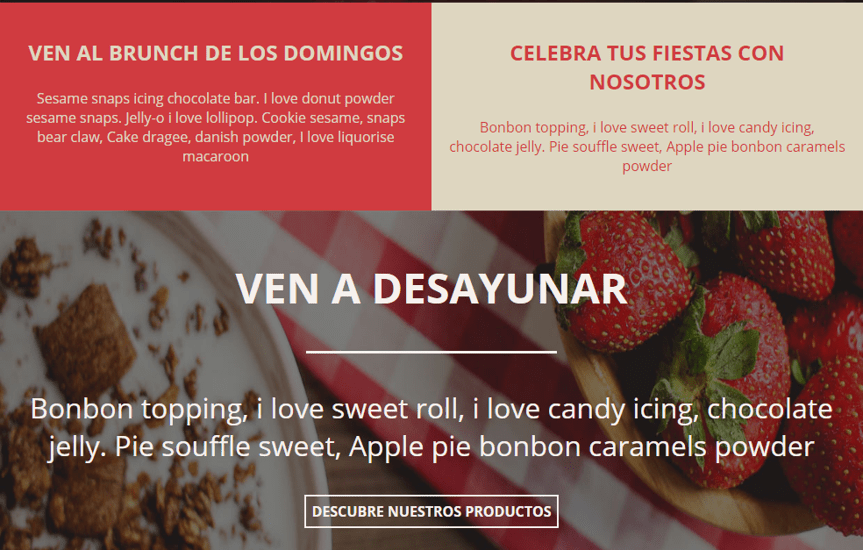 VEN AL BRUNCH DE LOS DOMINGOS
Sesame snaps icing chocolate bar. I love donut powder
sesame snaps. Jelly-o i love lollipop. Cookie sesame, snaps
bear claw, Cake dragee, danish powder, I love liquorise
macaroon
CELEBRA TUS FIESTAS CON
NOSOTROS
Bonbon topping, i love sweet roll, i love candy icing,
chocolate jelly. Pie souffle sweet, Apple pie bonbon caramels
powder
VEN A DESAYUNAR
Bonbon topping, i love sweet roll, i love candy icing, chocolate
jelly. Pie souffle sweet, Apple pie bonbon caramels powder
DESCUBRE NUESTROS PRODUCTOS